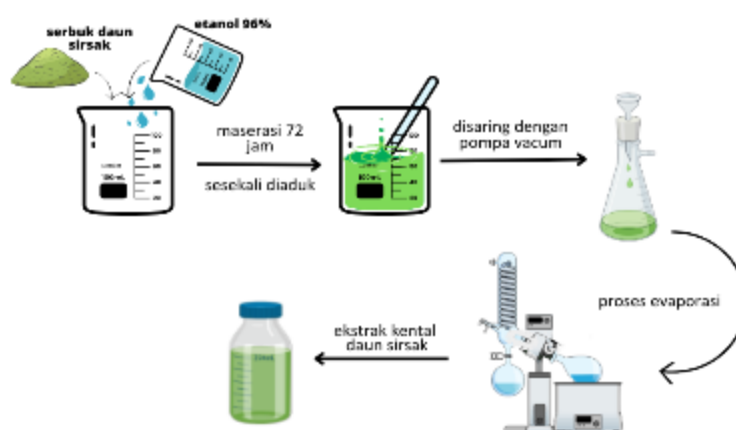 serbuk daun
sirsak
etanol 96%
maserasi 72
jam
sesekali diaduk
disaring dengan
pompa vacum
proses evaporasi
ekstrak kental
daun sirsak